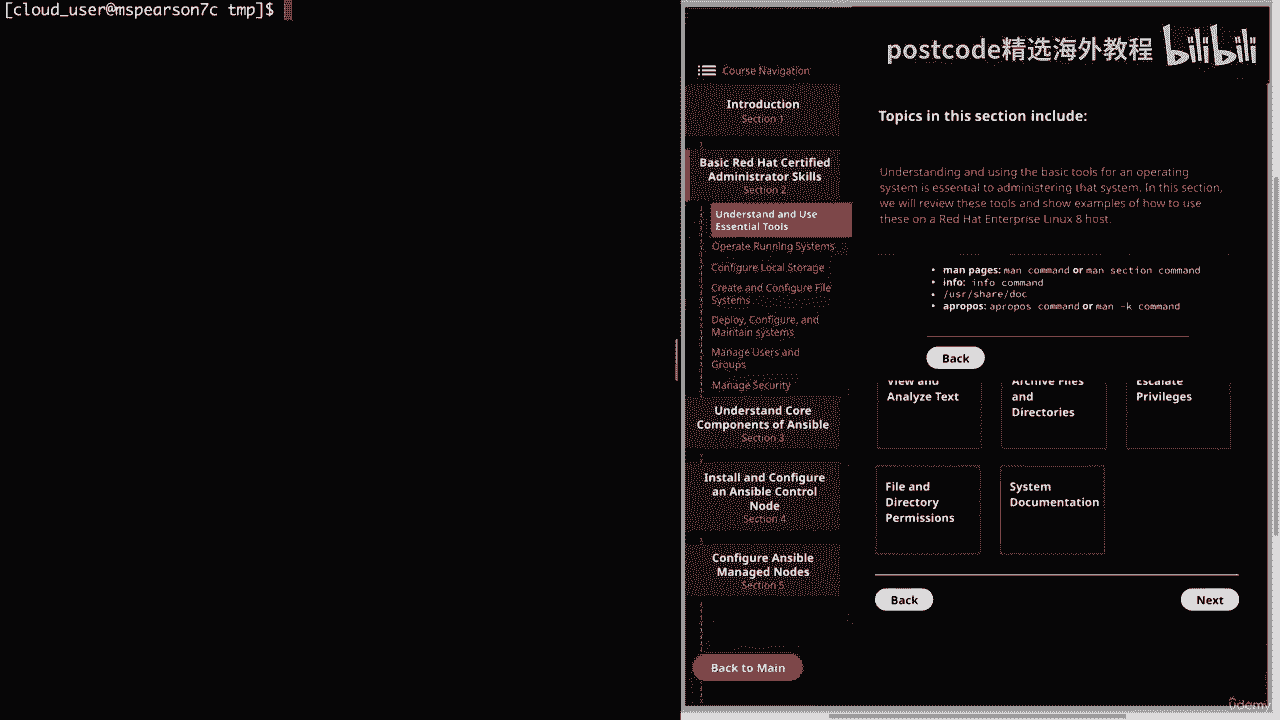 [cloud_user@mspearson7c tmp]$
postcode精选海外教程 bilibili
Course Navigation
Introduction
Section 1
Basic Red Hat Certified
Administrator Skills
Section 2
Understand and Use
Essential Tools
Operate Running Systems
Configure Local Storage
Create and Configure File
Systems
Deploy, Configure, and
Maintain systems
Manage Users and
Groups
Manage Security
Understand Core
Components of Ansible
Section 3
Install and Configure
an Ansible Control
Node
Section 4
Configure Ansible
Managed Nodes
Section 5
Back to Main
Topics in this section include:
Understanding and using the basic tools for an operating
system is essential to administering that system. In this section,
we will review these tools and show examples of how to use
these on a Red Hat Enterprise Linux 8 host.
• man pages: man command or man section command
• info: info command
• /usr/share/doc
• apropos: apropos command or man -k command
Back
View and
Analyze Text
Archive Files
and
Directories
Escalate
Privileges
File and
Directory
Permissions
System
Documentation
Back
Next
ûdemy